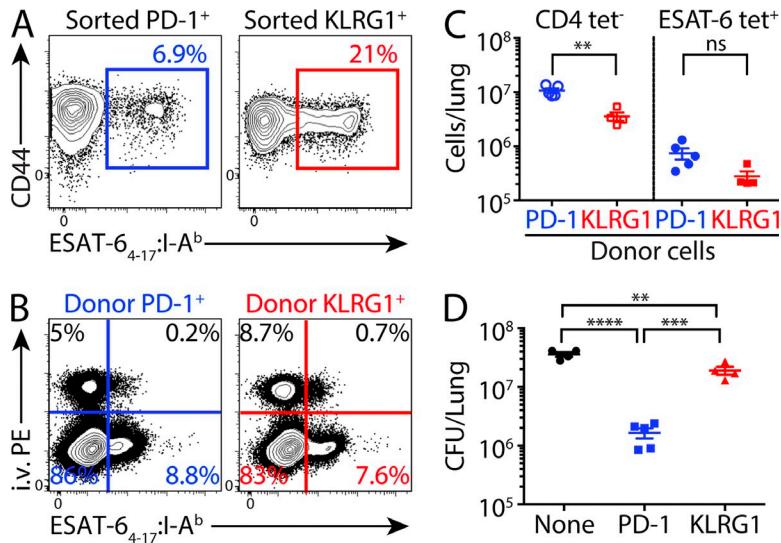 A
Sorted PD-1⁺
Sorted KLRG1⁺
6.9%
21%
CD44
0
0
0
0
ESAT-6₄₋₁₇:I-Aᵇ
B
Donor PD-1⁺
Donor KLRG1⁺
5%
0.2%
8.7%
0.7%
i.v. PE
86%
8.8%
83%
7.6%
0
0
0
0
ESAT-6₄₋₁₇:I-Aᵇ
C
CD4 tet⁻
ESAT-6 tet⁺
**
ns
Cells/lung
10⁸
10⁷
10⁶
10⁵
PD-1 KLRG1 PD-1 KLRG1
Donor cells
D
**
****
***
CFU/Lung
10⁸
10⁷
10⁶
10⁵
None PD-1 KLRG1